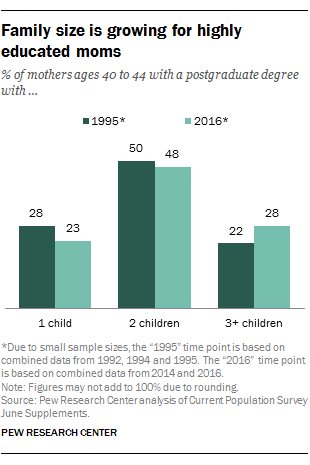 Family size is growing for highly
educated moms
% of mothers ages 40 to 44 with a postgraduate degree
with ...
1995* 2016*
28 23 50 48 22 28
1 child 2 children 3+ children
*Due to small sample sizes, the “1995” time point is based on
combined data from 1992, 1994 and 1995. The “2016” time point
is based on combined data from 2014 and 2016.
Note: Figures may not add to 100% due to rounding.
Source: Pew Research Center analysis of Current Population Survey
June Supplements.
PEW RESEARCH CENTER